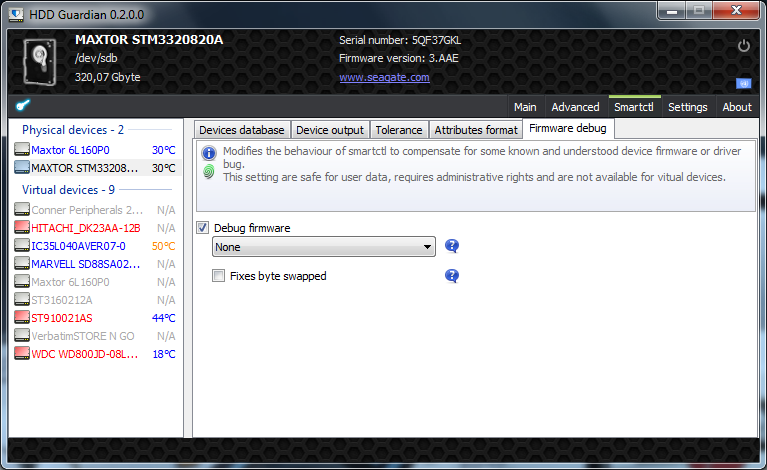 HDD Guardian 0.2.0.0
MAXTOR STM3320820A
Serial number: 5QF37GKL
/dev/sdb
Firmware version: 3.AAE
320,07 Gbyte
www.seagate.com
Main Advanced Smartctl Settings About
Physical devices - 2
Maxtor 6L160P0 30°C
MAXTOR STM33208... 30°C
Virtual devices - 9
Conner Peripherals 2... N/A
HITACHI_DK23AA-12B N/A
IC35L040AVER07-0 50°C
MARVELL SD88SA02... N/A
Maxtor 6L160P0 N/A
ST3160212A N/A
ST910021AS 44°C
VerbatimSTORE N GO N/A
WDC WD800JD-08L... 18°C
Devices database Device output Tolerance Attributes format Firmware debug
Modifies the behaviour of smartctl to compensate for some known and understood device firmware or driver
bug.
This setting are safe for user data, requires administrative rights and are not available for vitual devices.
Debug firmware
None
Fixes byte swapped